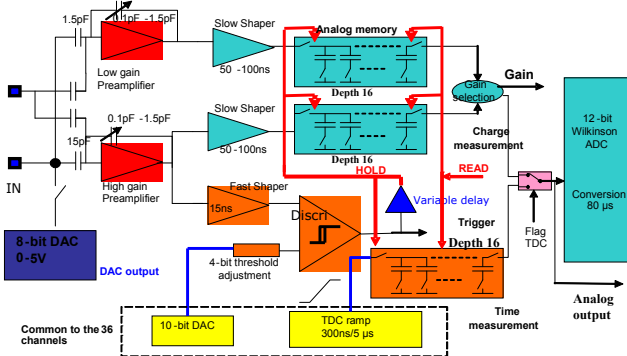 1.5pF
0.1pF -1.5pF
Low gain
Preamplifier
Slow Shaper
50 -100ns
Analog memory
Depth 16
Gain selection
Gain
12-bit
Wilkinson
ADC
Conversion
80 µs
0.1pF -1.5pF
15pF
IN
High gain
Preamplifier
Slow Shaper
50 -100ns
Depth 16
Charge
measurement
HOLD
READ
Fast Shaper
15ns
Discri
Variable delay
Trigger
Depth 16
Flag
TDC
8-bit DAC
0-5V
DAC output
4-bit threshold
adjustment
Time
measurement
Analog
output
Common to the 36
channels
10-bit DAC
TDC ramp
300ns/5 µs